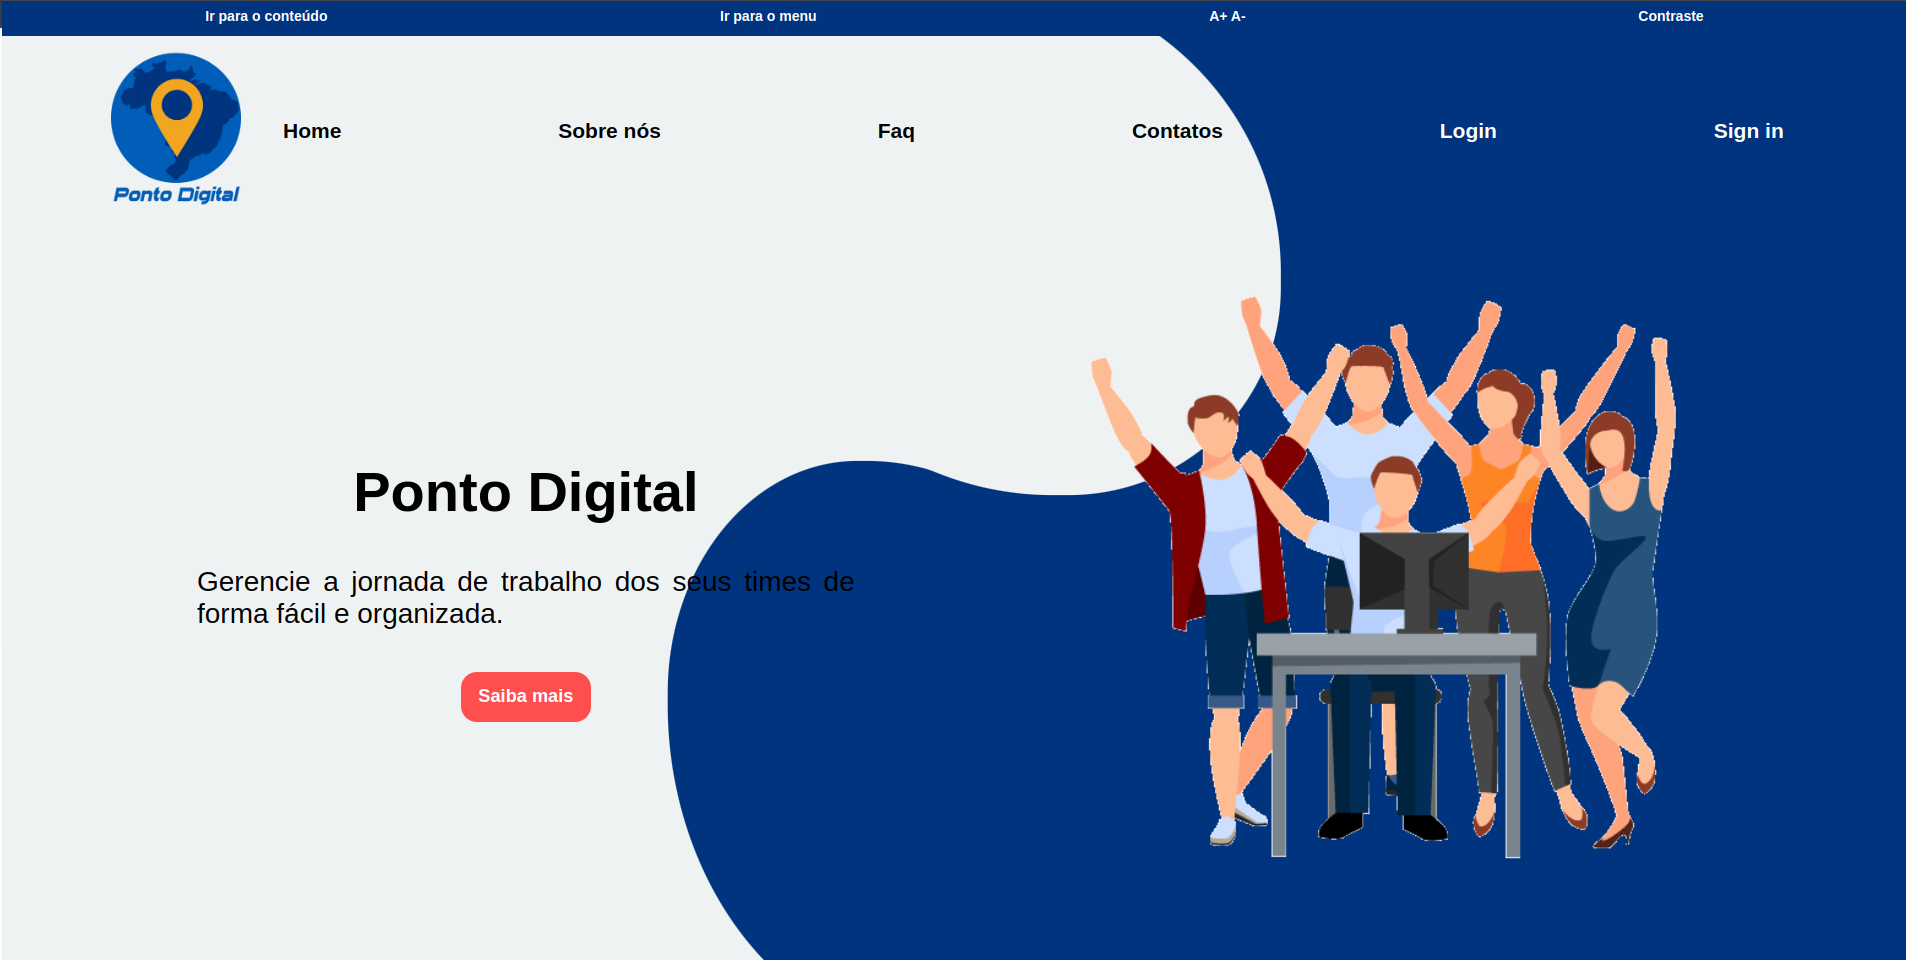 Ir para o conteúdo Ir para o menu A+ A- Contraste
Home Sobre nós Faq Contatos Login Sign in
Ponto Digital
Ponto Digital
Gerencie a jornada de trabalho dos seus times de
forma fácil e organizada.
Saiba mais